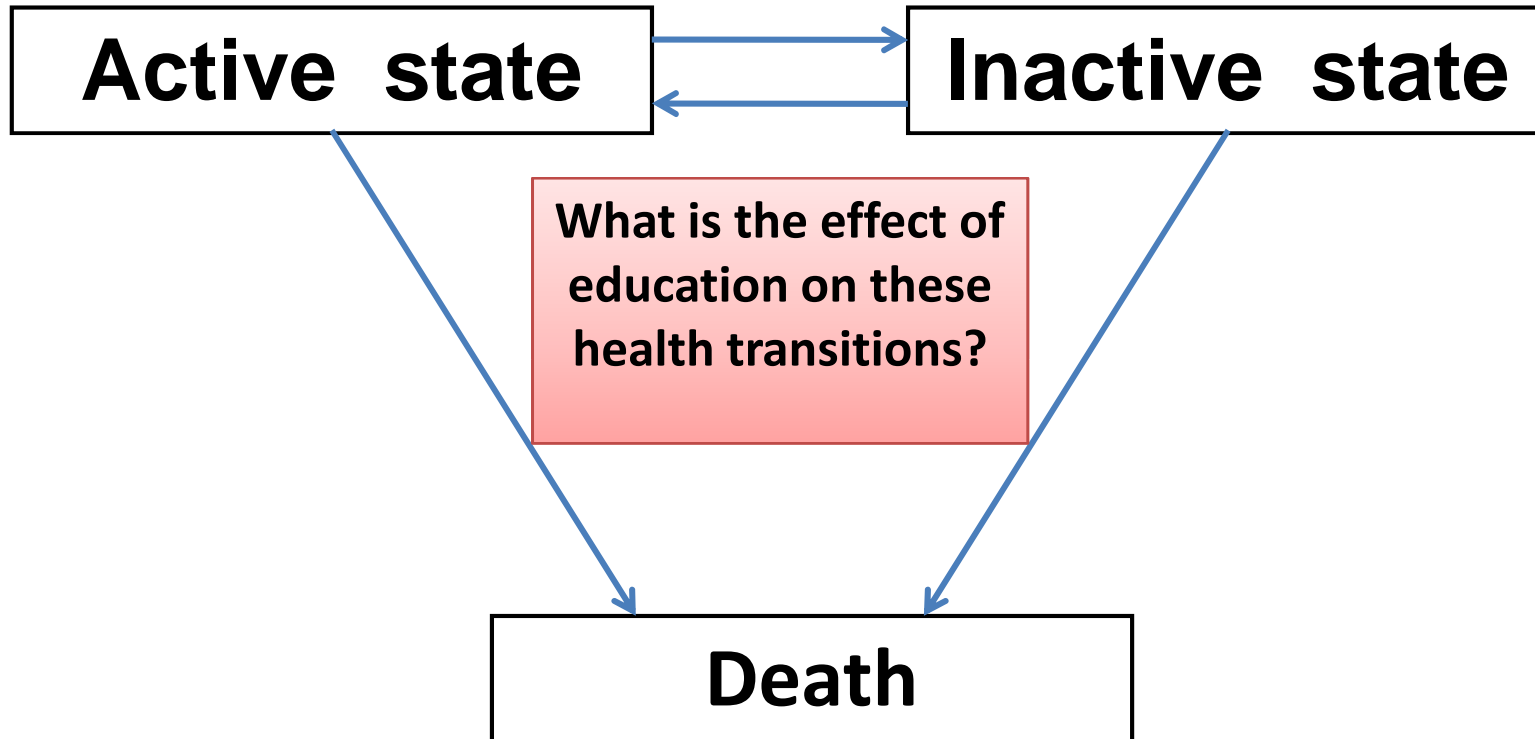 Active state
Inactive state
What is the effect of
education on these
health transitions?
Death